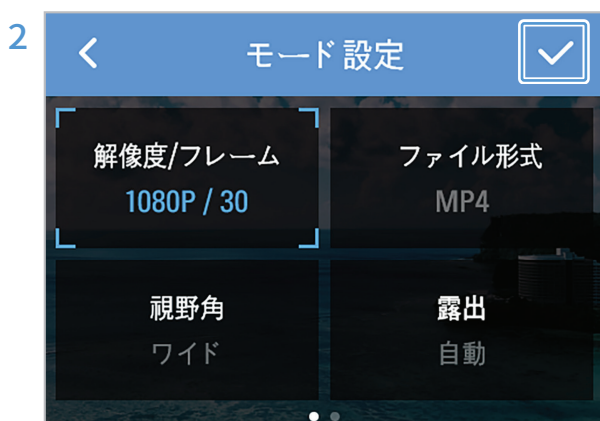 2
モード設定
解像度/フレーム
1080P / 30
ファイル形式
MP4
視野角
ワイド
露出
自動